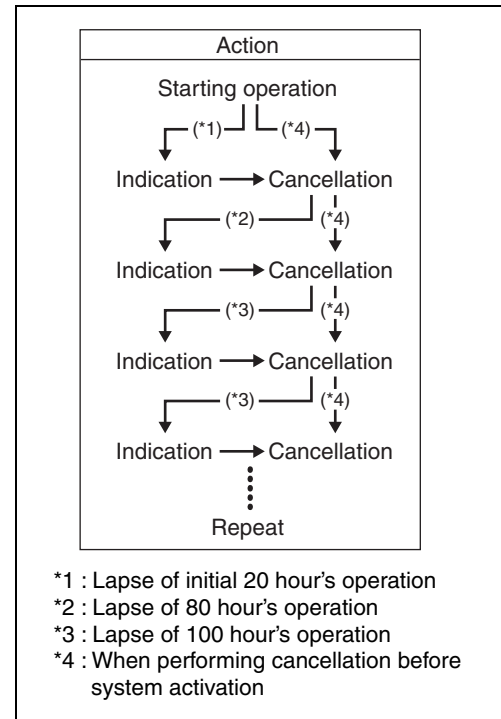 Action
Starting operation
(*1) (*4)
Indication Cancellation
(*2) (*4)
Indication Cancellation
(*3) (*4)
Indication Cancellation
(*3) (*4)
Indication Cancellation
Repeat
*1 : Lapse of initial 20 hour's operation
*2 : Lapse of 80 hour's operation
*3 : Lapse of 100 hour's operation
*4 : When performing cancellation before
system activation